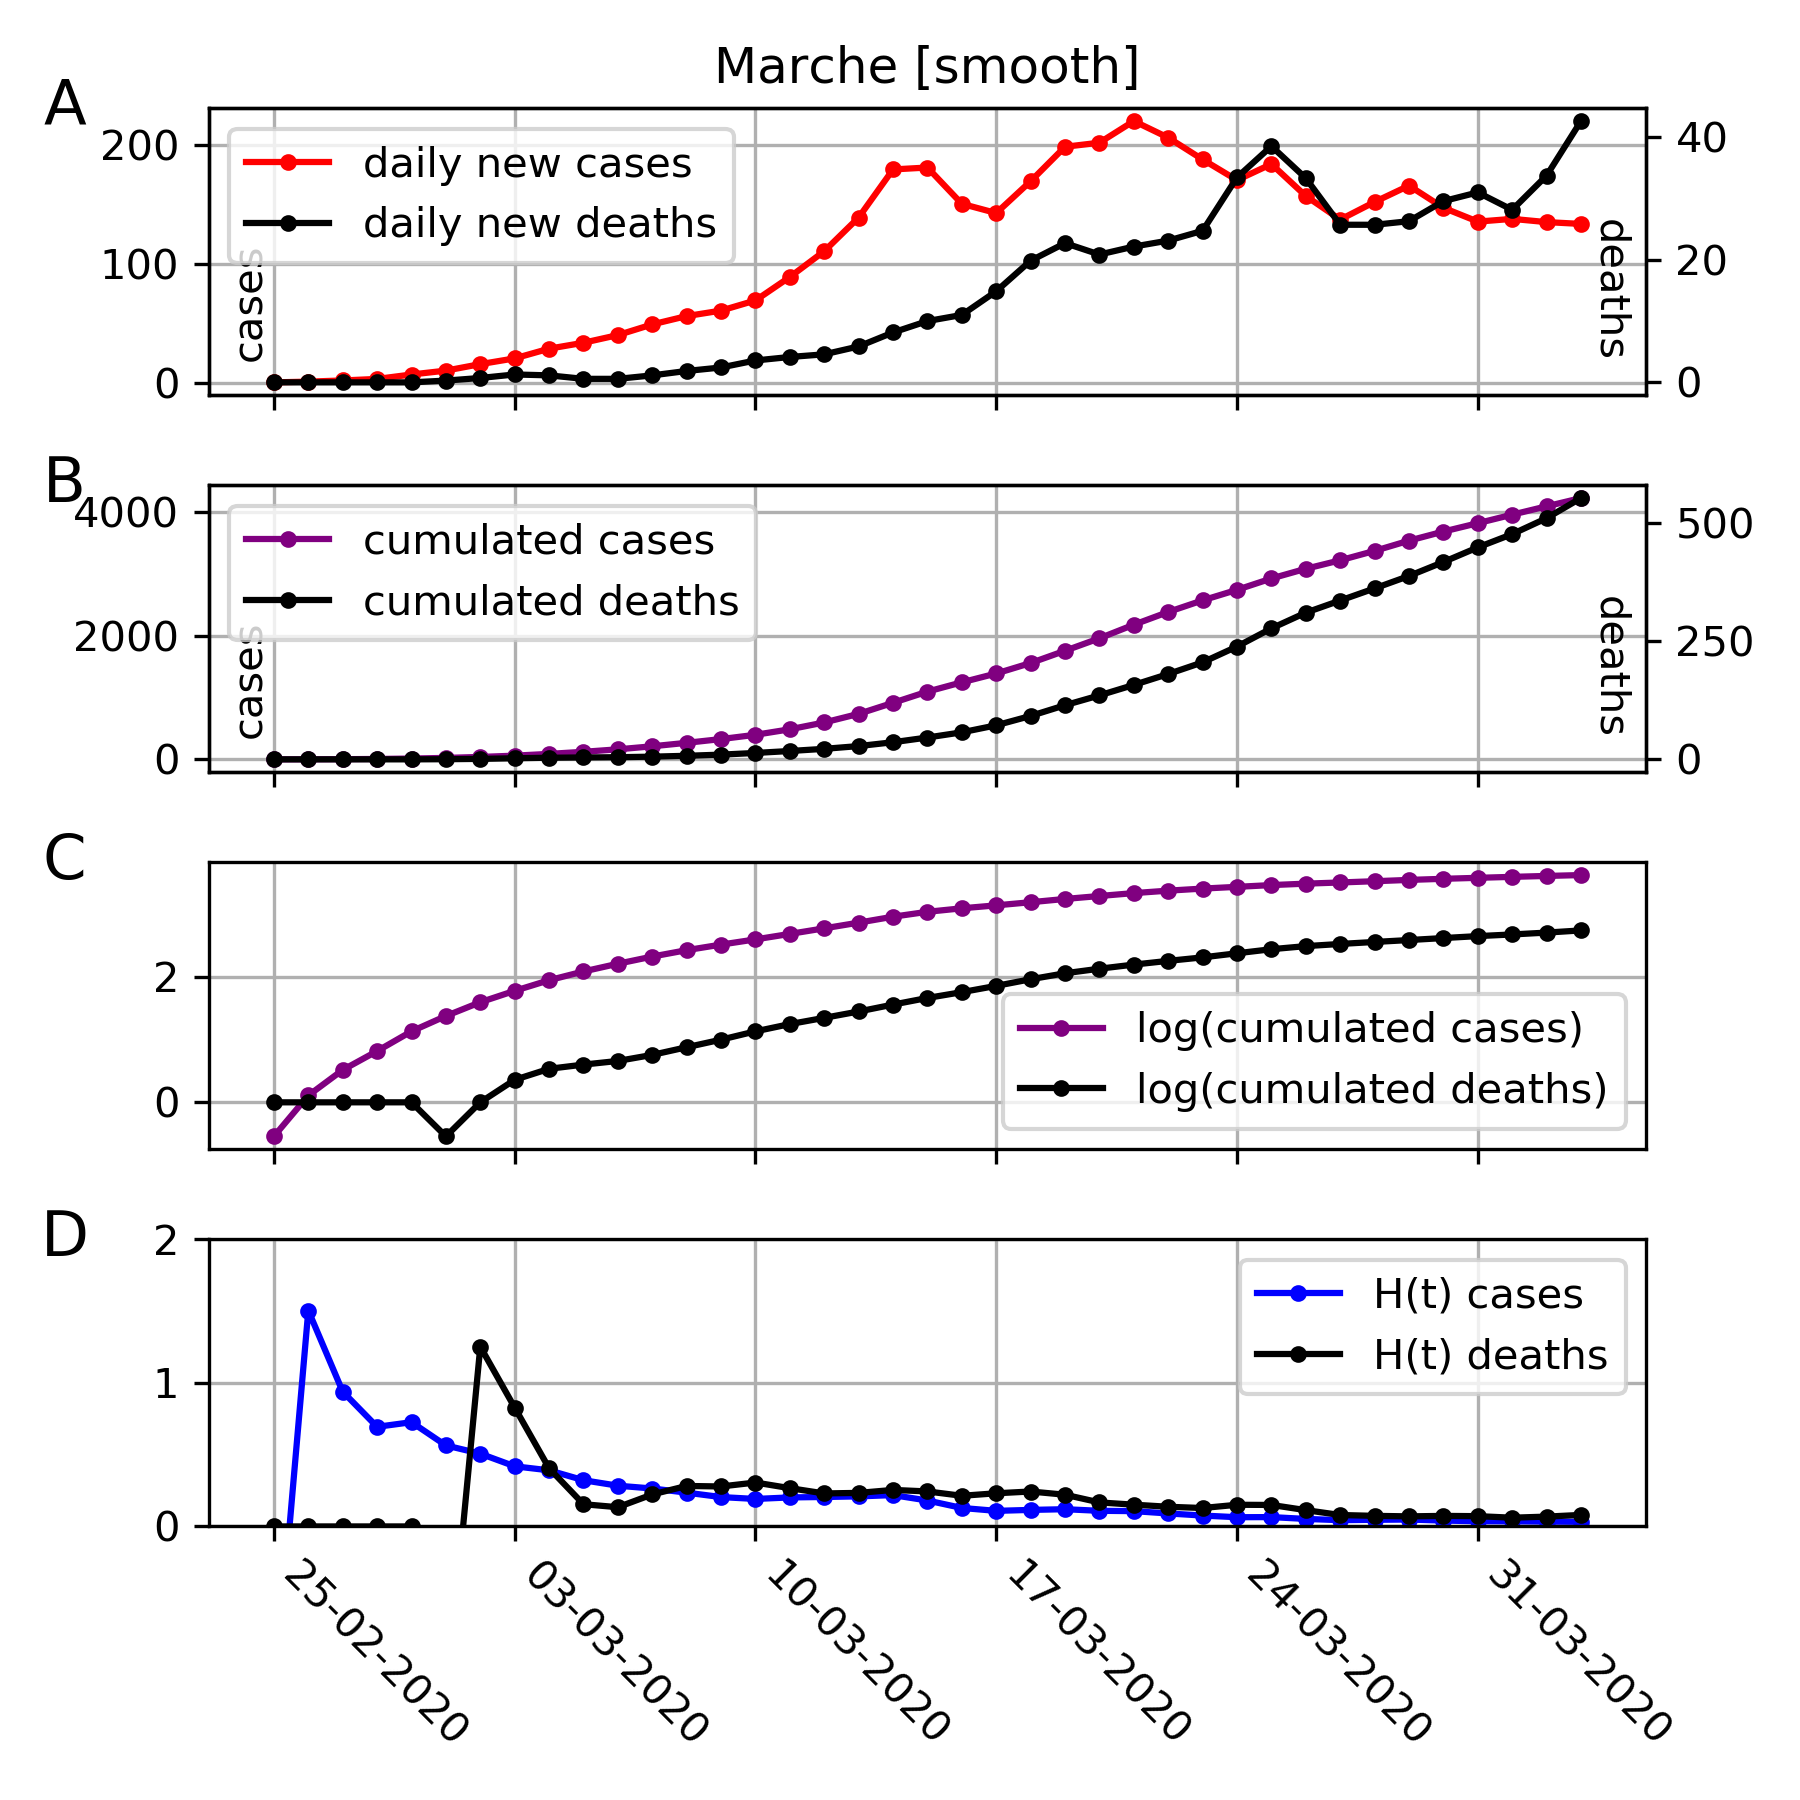 Marche [smooth]
A
200
100
0
cases
daily new cases
daily new deaths
deaths
40
20
0
B
4000
2000
0
cases
cumulated cases
cumulated deaths
deaths
500
250
0
C
2
0
log(cumulated cases)
log(cumulated deaths)
D
2
1
0
H(t) cases
H(t) deaths
25-02-2020
03-03-2020
10-03-2020
17-03-2020
24-03-2020
31-03-2020